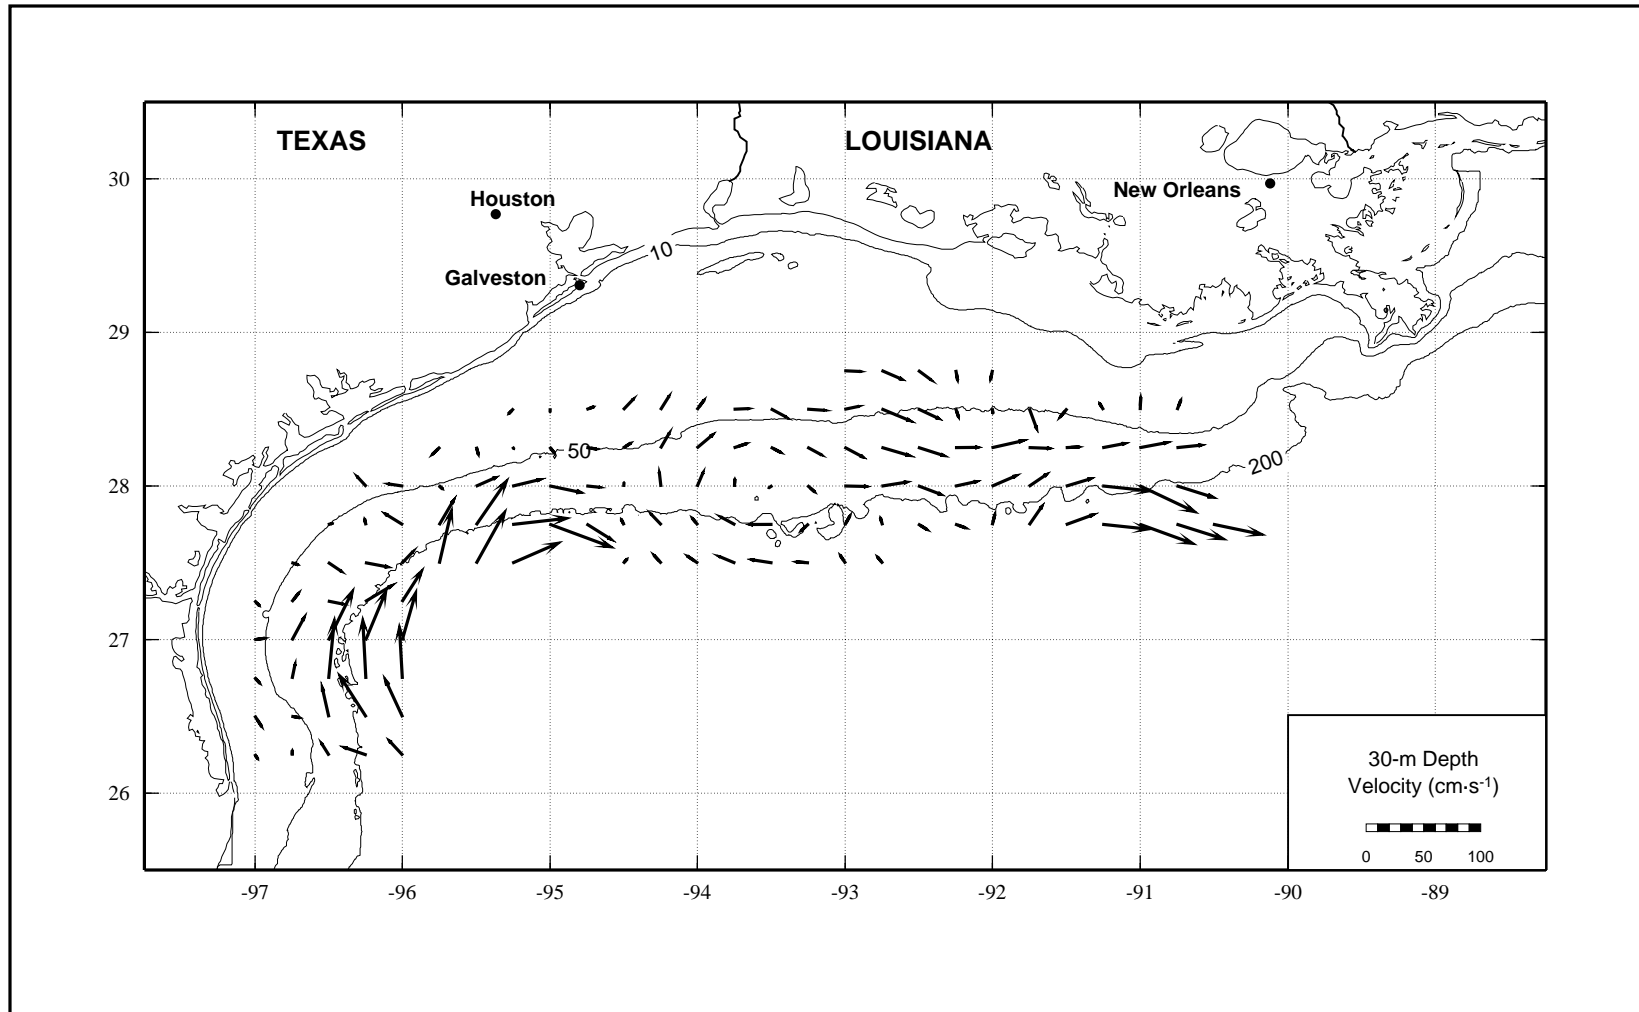 TEXAS
LOUISIANA
30
New Orleans
Houston
10
Galveston
29
50
200
28
27
26
30-m Depth
Velocity (cm·s-1)
0 50 100
-97 -96 -95 -94 -93 -92 -91 -90 -89